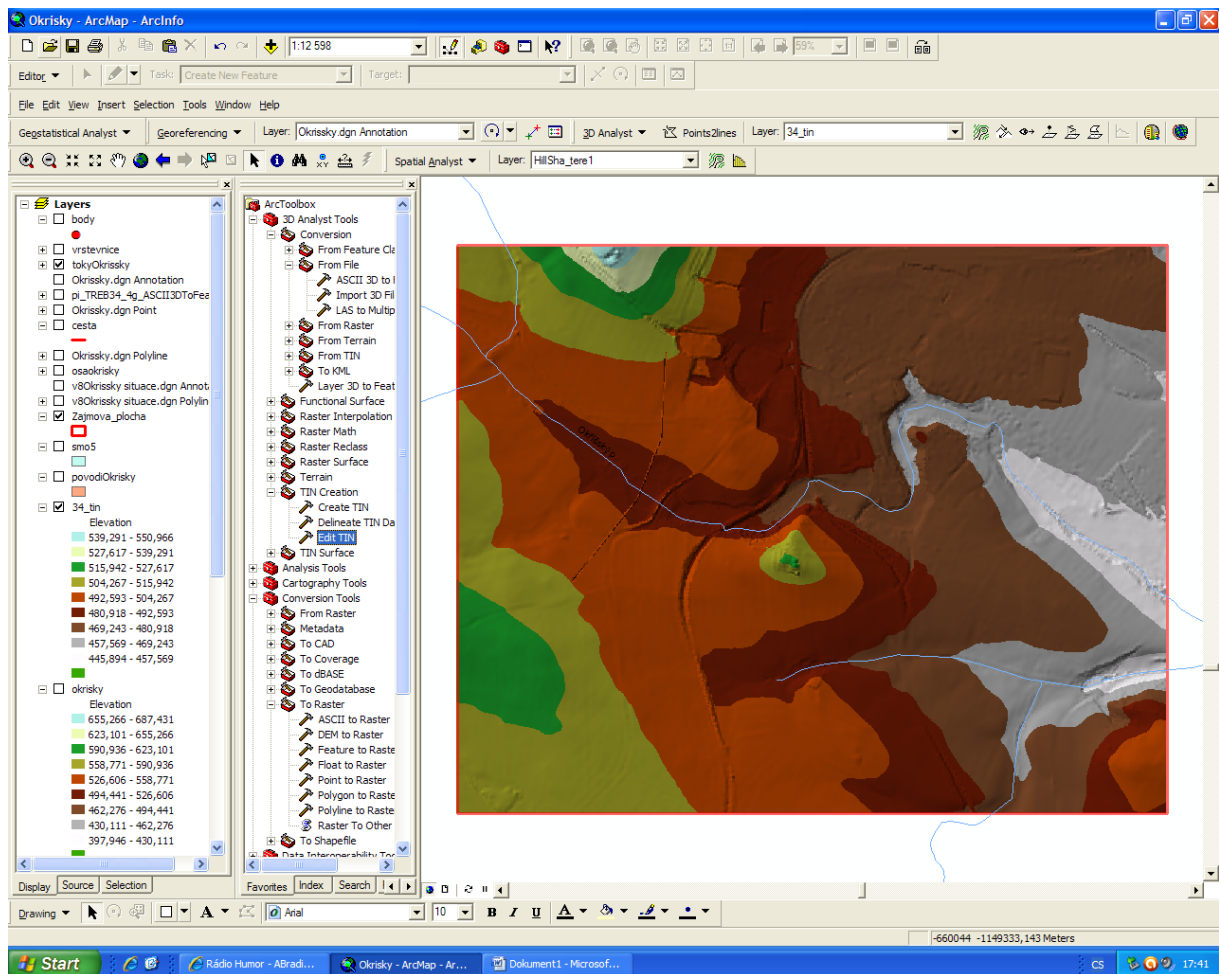 Okrisky - ArcMap - ArcInfo
1:12 598
59%
Editor
Task: Create New Feature
Target:
File Edit View Insert Selection Tools Window Help
Geostatistical Analyst
Georeferencing
Layer: Okrissky.dgn Annotation
3D Analyst
Points2lines
Layer: 34_tin
Spatial Analyst
Layer: HillSha_tere1
Layers
body
vrstevnice
tokyOkrissky
Okrissky.dgn Annotation
pi_TREB34_4g_ASCII3DToFea
Okrissky.dgn Point
cesta
Okrissky.dgn Polyline
osaokrisky
v8Okrissky situace.dgn Annota
v8Okrissky situace.dgn Polylin
Zajmova_plocha
smo5
povodiOkrisky
34_tin
Elevation
539,291 - 550,966
527,617 - 539,291
515,942 - 527,617
504,267 - 515,942
492,593 - 504,267
480,918 - 492,593
469,243 - 480,918
457,569 - 469,243
445,894 - 457,569
okrisky
Elevation
655,266 - 687,431
623,101 - 655,266
590,936 - 623,101
558,771 - 590,936
526,606 - 558,771
494,441 - 526,606
462,276 - 494,441
430,111 - 462,276
397,946 - 430,111
Display Source Selection
ArcToolbox
3D Analyst Tools
Conversion
From Feature Cla
From File
ASCII 3D to F
Import 3D Fil
LAS to Multip
From Raster
From Terrain
From TIN
To KML
Layer 3D to Feat
Functional Surface
Raster Interpolation
Raster Math
Raster Reclass
Raster Surface
Terrain
TIN Creation
Create TIN
Delineate TIN Da
Edit TIN
TIN Surface
Analysis Tools
Cartography Tools
Conversion Tools
From Raster
Metadata
To CAD
To Coverage
To dBASE
To Geodatabase
To Raster
ASCII to Raster
DEM to Raster
Feature to Raste
Float to Raster
Point to Raster
Polygon to Raste
Polyline to Raste
Raster To Other
To Shapefile
Data Interoperability Too
Favorites Index Search
Drawing
A
Arial
10
B I U A
-660044 -1149333,143 Meters
Start
Rádio Humor - ABradi...
Okrisky - ArcMap - Ar...
Dokument1 - Microsof...
CS
17:41